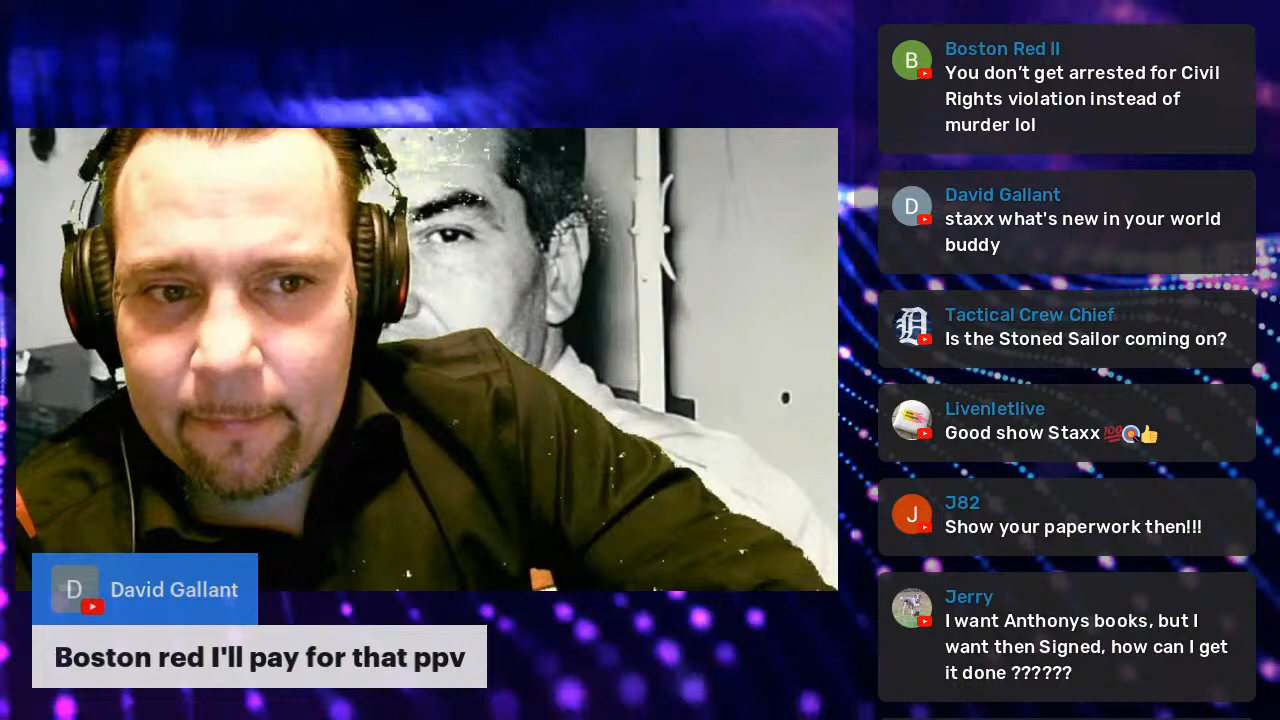 Boston Red II
You don’t get arrested for Civil
Rights violation instead of
murder lol
David Gallant
staxx what's new in your world
buddy
Tactical Crew Chief
Is the Stoned Sailor coming on?
Livenletlive
Good show Staxx 💯🎯👍
J82
Show your paperwork then!!!
Jerry
I want Anthonys books, but I
want then Signed, how can I get
it done ??????
B
D
J
D
David Gallant
Boston red I'll pay for that ppv